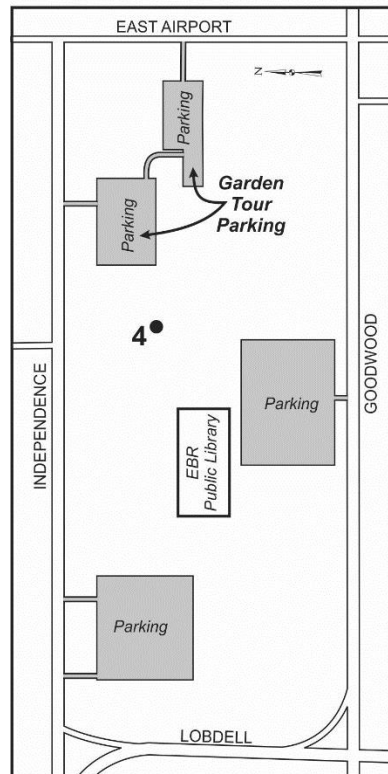 EAST AIRPORT
N
Parking
Garden
Tour
Parking
Parking
4
GOODWOOD
INDEPENDENCE
Parking
EBR
Public Library
Parking
LOBDELL